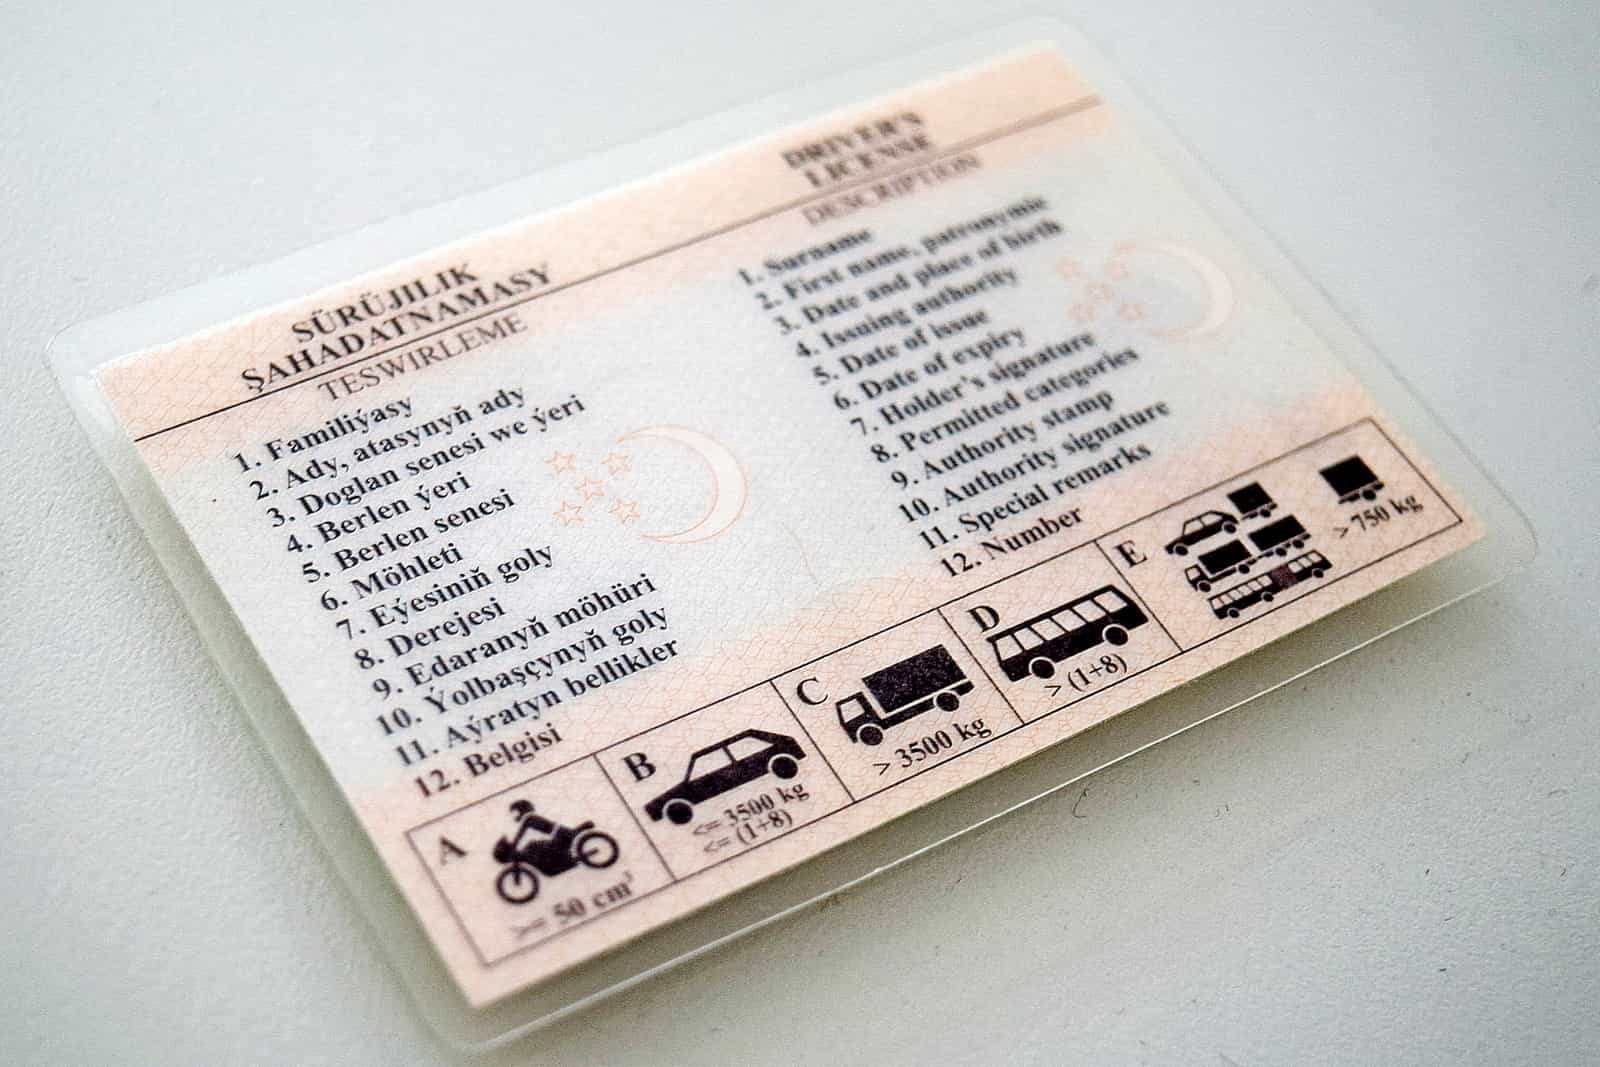 SÜRÜJILIK
ŞAHADATNAMASY
TESWIRLEME
1. Familiýasy
2. Ady, atasynyň ady
3. Doglan senesi we ýeri
4. Berlen ýeri
5. Berlen senesi
6. Möhleti
7. Eýesiniň goly
8. Derejesi
9. Edaranyň möhüri
10. Ýolbaşçynyň goly
11. Aýratyn bellikler
12. Belgisi
DRIVER'S
LICENSE
DESCRIPTION
1. Surname
2. First name, patronymic
3. Date and place of birth
4. Issuing authority
5. Date of issue
6. Date of expiry
7. Holder's signature
8. Permitted categories
9. Authority stamp
10. Authority signature
11. Special remarks
12. Number
A
>= 50 cm³
B
<= 3500 kg
<= (1+8)
C
> 3500 kg
D
> (1+8)
E
> 750 kg